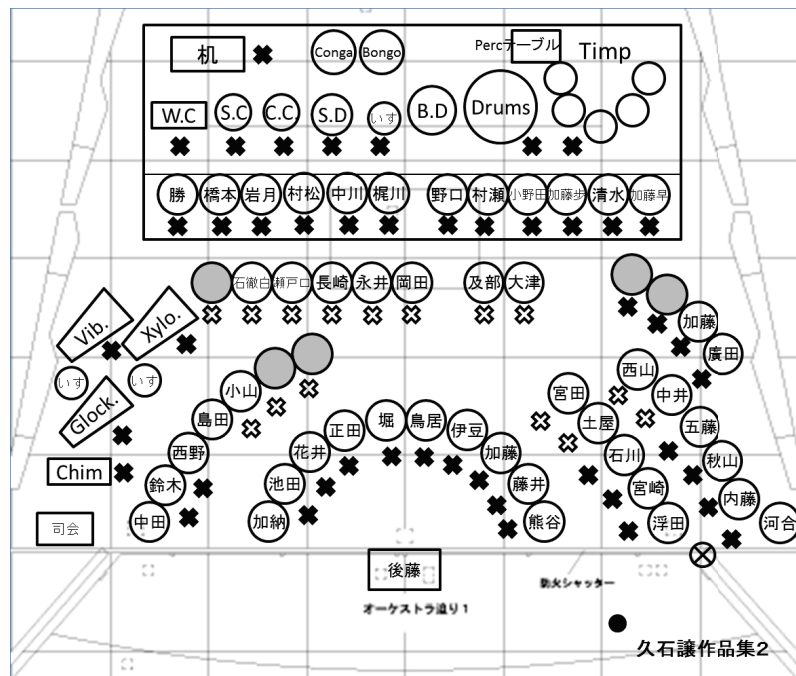 机 Conga Bongo Percテーブル Timp
W.C S.C C.C. S.D いす B.D Drums
勝 橋本 岩月 村松 中川 梶川 野口 村瀬 小野田 加藤歩 清水 加藤早
石徹白 瀬戸口 長崎 永井 岡田 及部 大津
Vib. Xylo. 加藤
廣田
いす いす 小山 西山
Glock. 島田 宮田 中井
正田 堀 鳥居 伊豆 土屋 五藤
西野 花井 加藤 石川 秋山
Chim 鈴木 池田 藤井 宮崎 内藤
司会 中田 加納 熊谷 浮田 河合
後藤
防火シャッター
オーケストラ迫り1
久石譲作品集2